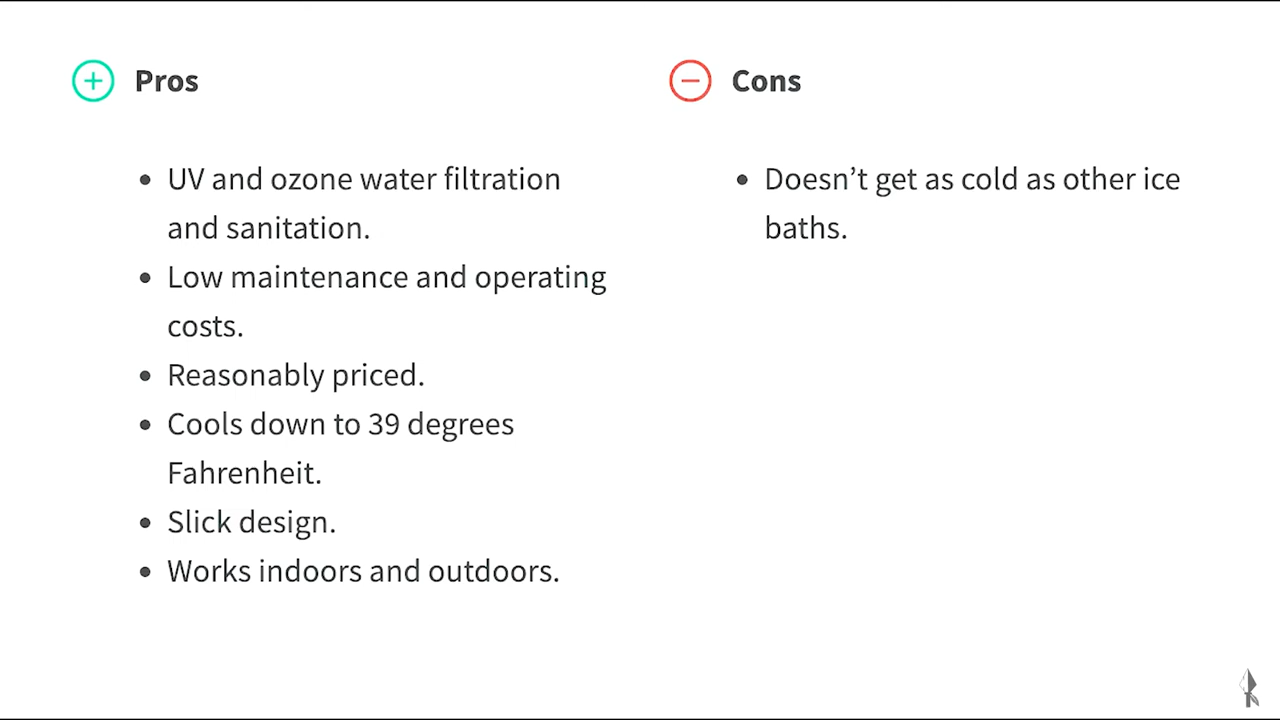 Pros
• UV and ozone water filtration
and sanitation.
• Low maintenance and operating
costs.
• Reasonably priced.
• Cools down to 39 degrees
Fahrenheit.
• Slick design.
• Works indoors and outdoors.
Cons
• Doesn’t get as cold as other ice
baths.